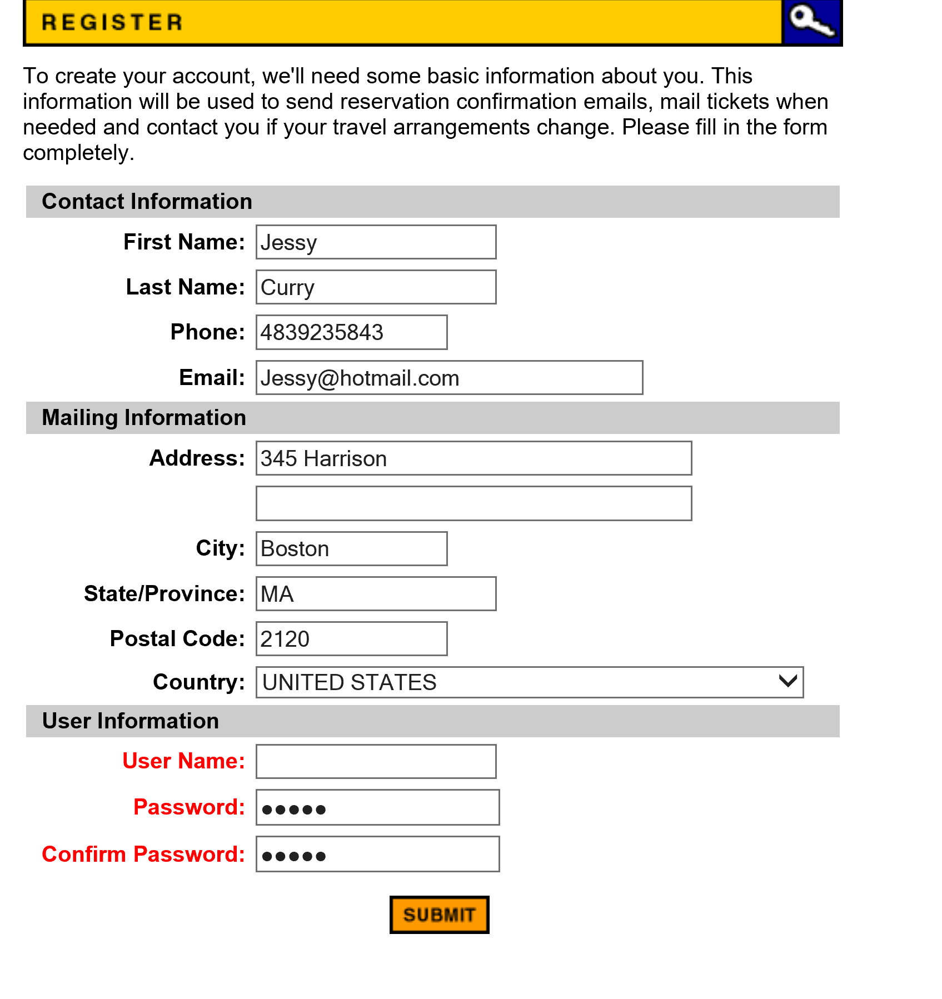 REGISTER
To create your account, we'll need some basic information about you. This
information will be used to send reservation confirmation emails, mail tickets when
needed and contact you if your travel arrangements change. Please fill in the form
completely.
Contact Information
First Name: Jessy
Last Name: Curry
Phone: 4839235843
Email: Jessy@hotmail.com
Mailing Information
Address: 345 Harrison
City: Boston
State/Province: MA
Postal Code: 2120
Country: UNITED STATES
User Information
User Name:
Password: •••••
Confirm Password: •••••
SUBMIT